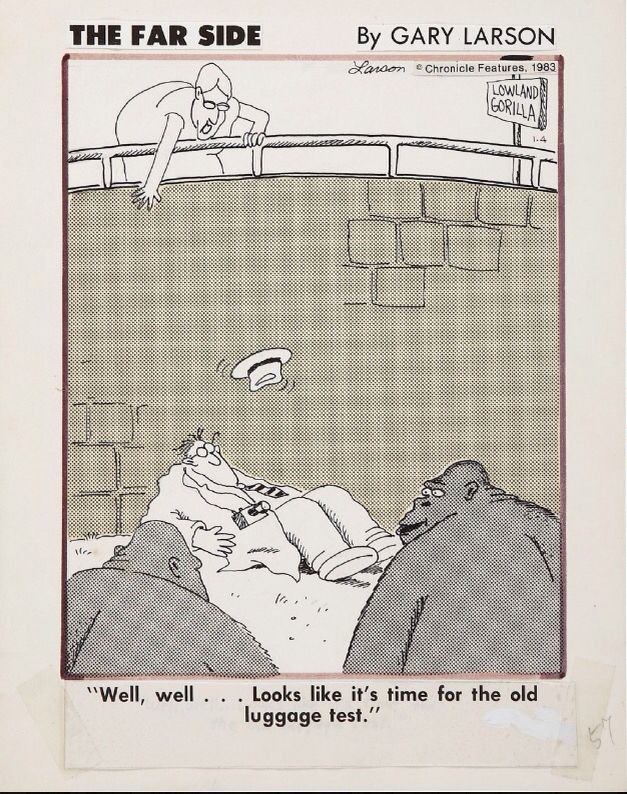 THE FAR SIDE
By GARY LARSON
Larson
© Chronicle Features, 1983
LOWLAND
GORILLA
1-4
"Well, well . . . Looks like it's time for the old
luggage test."
57